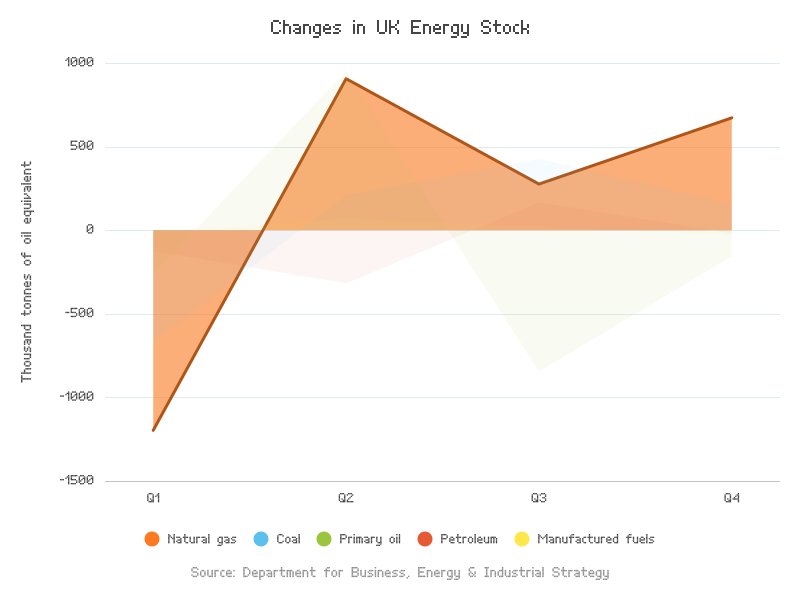 Changes in UK Energy Stock
Thousand tonnes of oil equivalent
1000
500
0
-500
-1000
-1500
Q1 Q2 Q3 Q4
Natural gas Coal Primary oil Petroleum Manufactured fuels
Source: Department for Business, Energy & Industrial Strategy